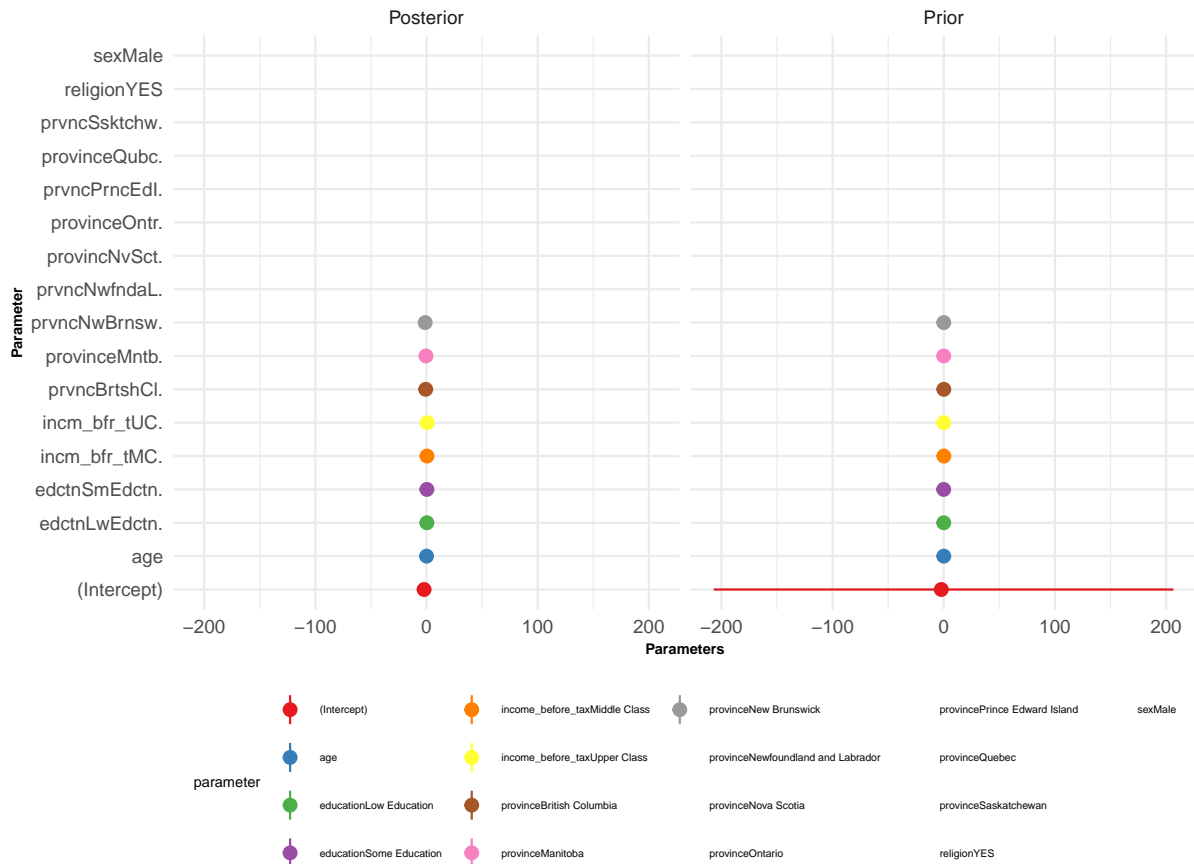 Posterior
Prior
sexMale
religionYES
prvncSsktchw.
provinceQubc.
prvncPrncEdI.
provinceOntr.
provincNvSct.
prvncNwfndaL.
prvncNwBrnsw.
provinceMntb.
prvncBrtshCl.
incm_bfr_tUC.
incm_bfr_tMC.
edctnSmEdctn.
edctnLwEdctn.
age
(Intercept)
Parameter
−200 −100 0 100 200
−200 −100 0 100 200
Parameters
parameter
(Intercept)
age
educationLow Education
educationSome Education
income_before_taxMiddle Class
income_before_taxUpper Class
provinceBritish Columbia
provinceManitoba
provinceNew Brunswick
provinceNewfoundland and Labrador
provinceNova Scotia
provinceOntario
provincePrince Edward Island
provinceQuebec
provinceSaskatchewan
religionYES
sexMale